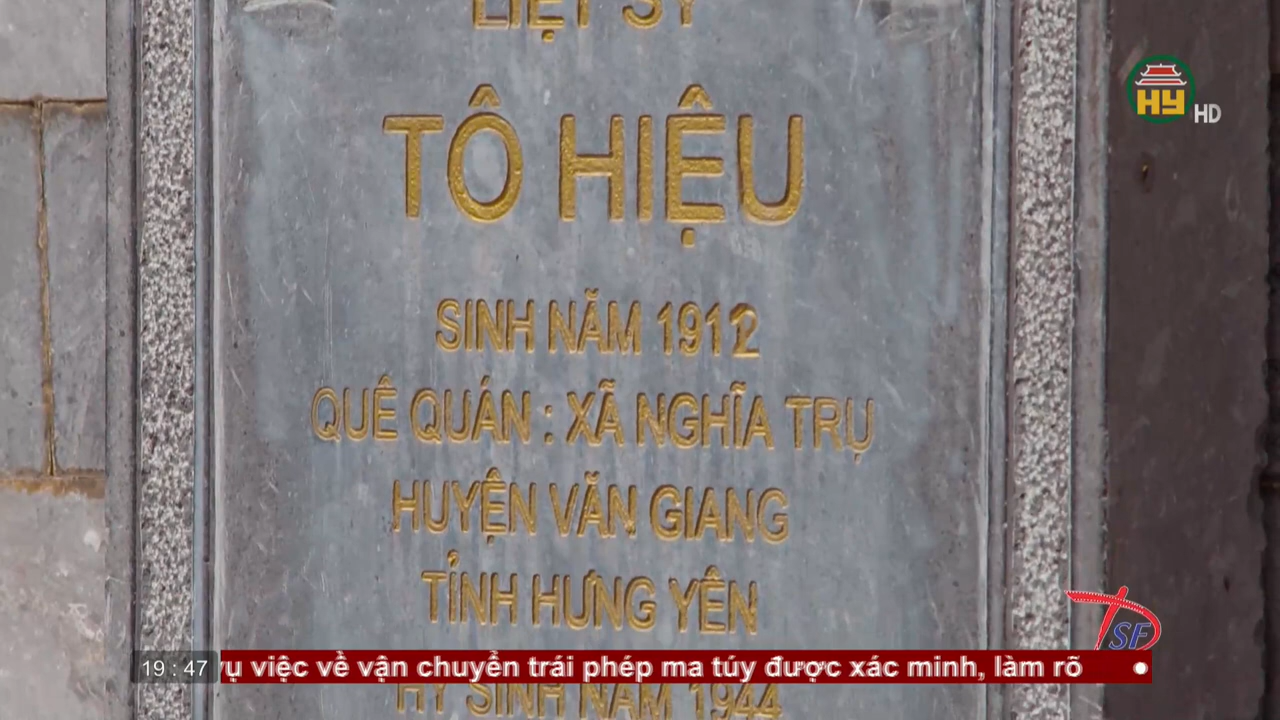 LIỆT SỸ
TÔ HIỆU
SINH NĂM 1912
QUÊ QUÁN : XÃ NGHĨA TRỤ
HUYỆN VĂN GIANG
TỈNH HƯNG YÊN
HY SINH NĂM 1944
HY HD
SF
19 : 47
vụ việc về vận chuyển trái phép ma túy được xác minh, làm rõ